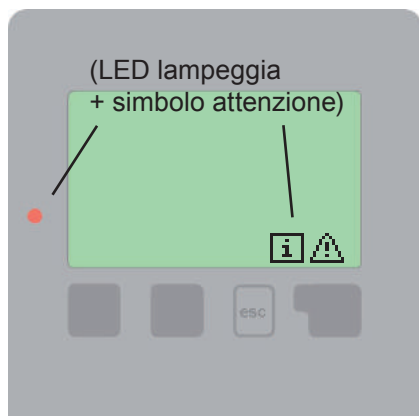 (LED lampeggia
+ simbolo attenzione)
i
esc